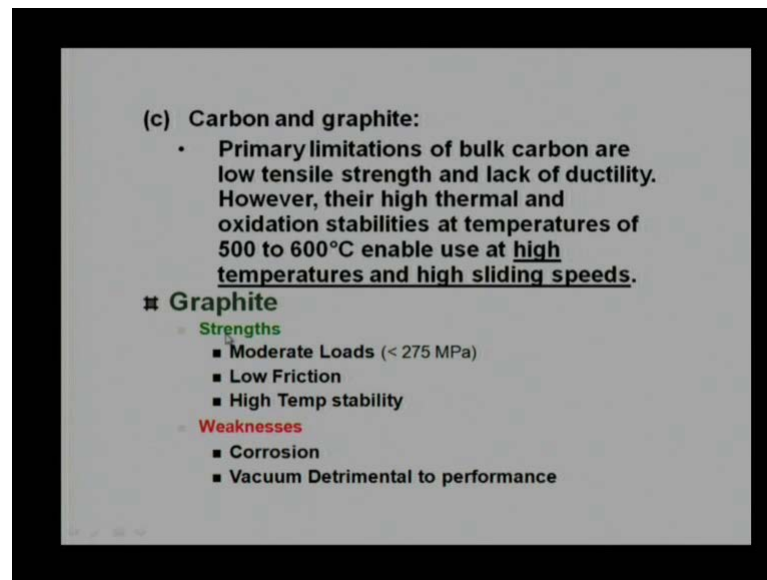 (c) Carbon and graphite:
• Primary limitations of bulk carbon are
low tensile strength and lack of ductility.
However, their high thermal and
oxidation stabilities at temperatures of
500 to 600°C enable use at high
temperatures and high sliding speeds.
Graphite
Strengths
■ Moderate Loads (< 275 MPa)
■ Low Friction
■ High Temp stability
Weaknesses
■ Corrosion
■ Vacuum Detrimental to performance